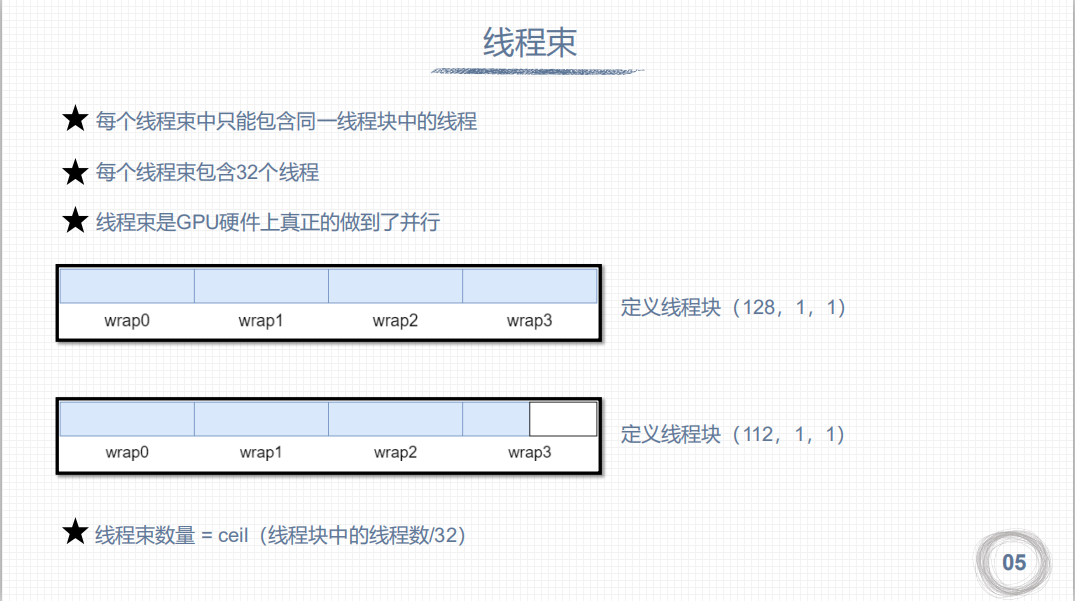 线程束
每个线程束中只能包含同一线程块中的线程
每个线程束包含32个线程
线程束是GPU硬件上真正的做到了并行
wrap0 wrap1 wrap2 wrap3
定义线程块（128，1，1）
wrap0 wrap1 wrap2 wrap3
定义线程块（112，1，1）
线程束数量 = ceil（线程块中的线程数/32）
05